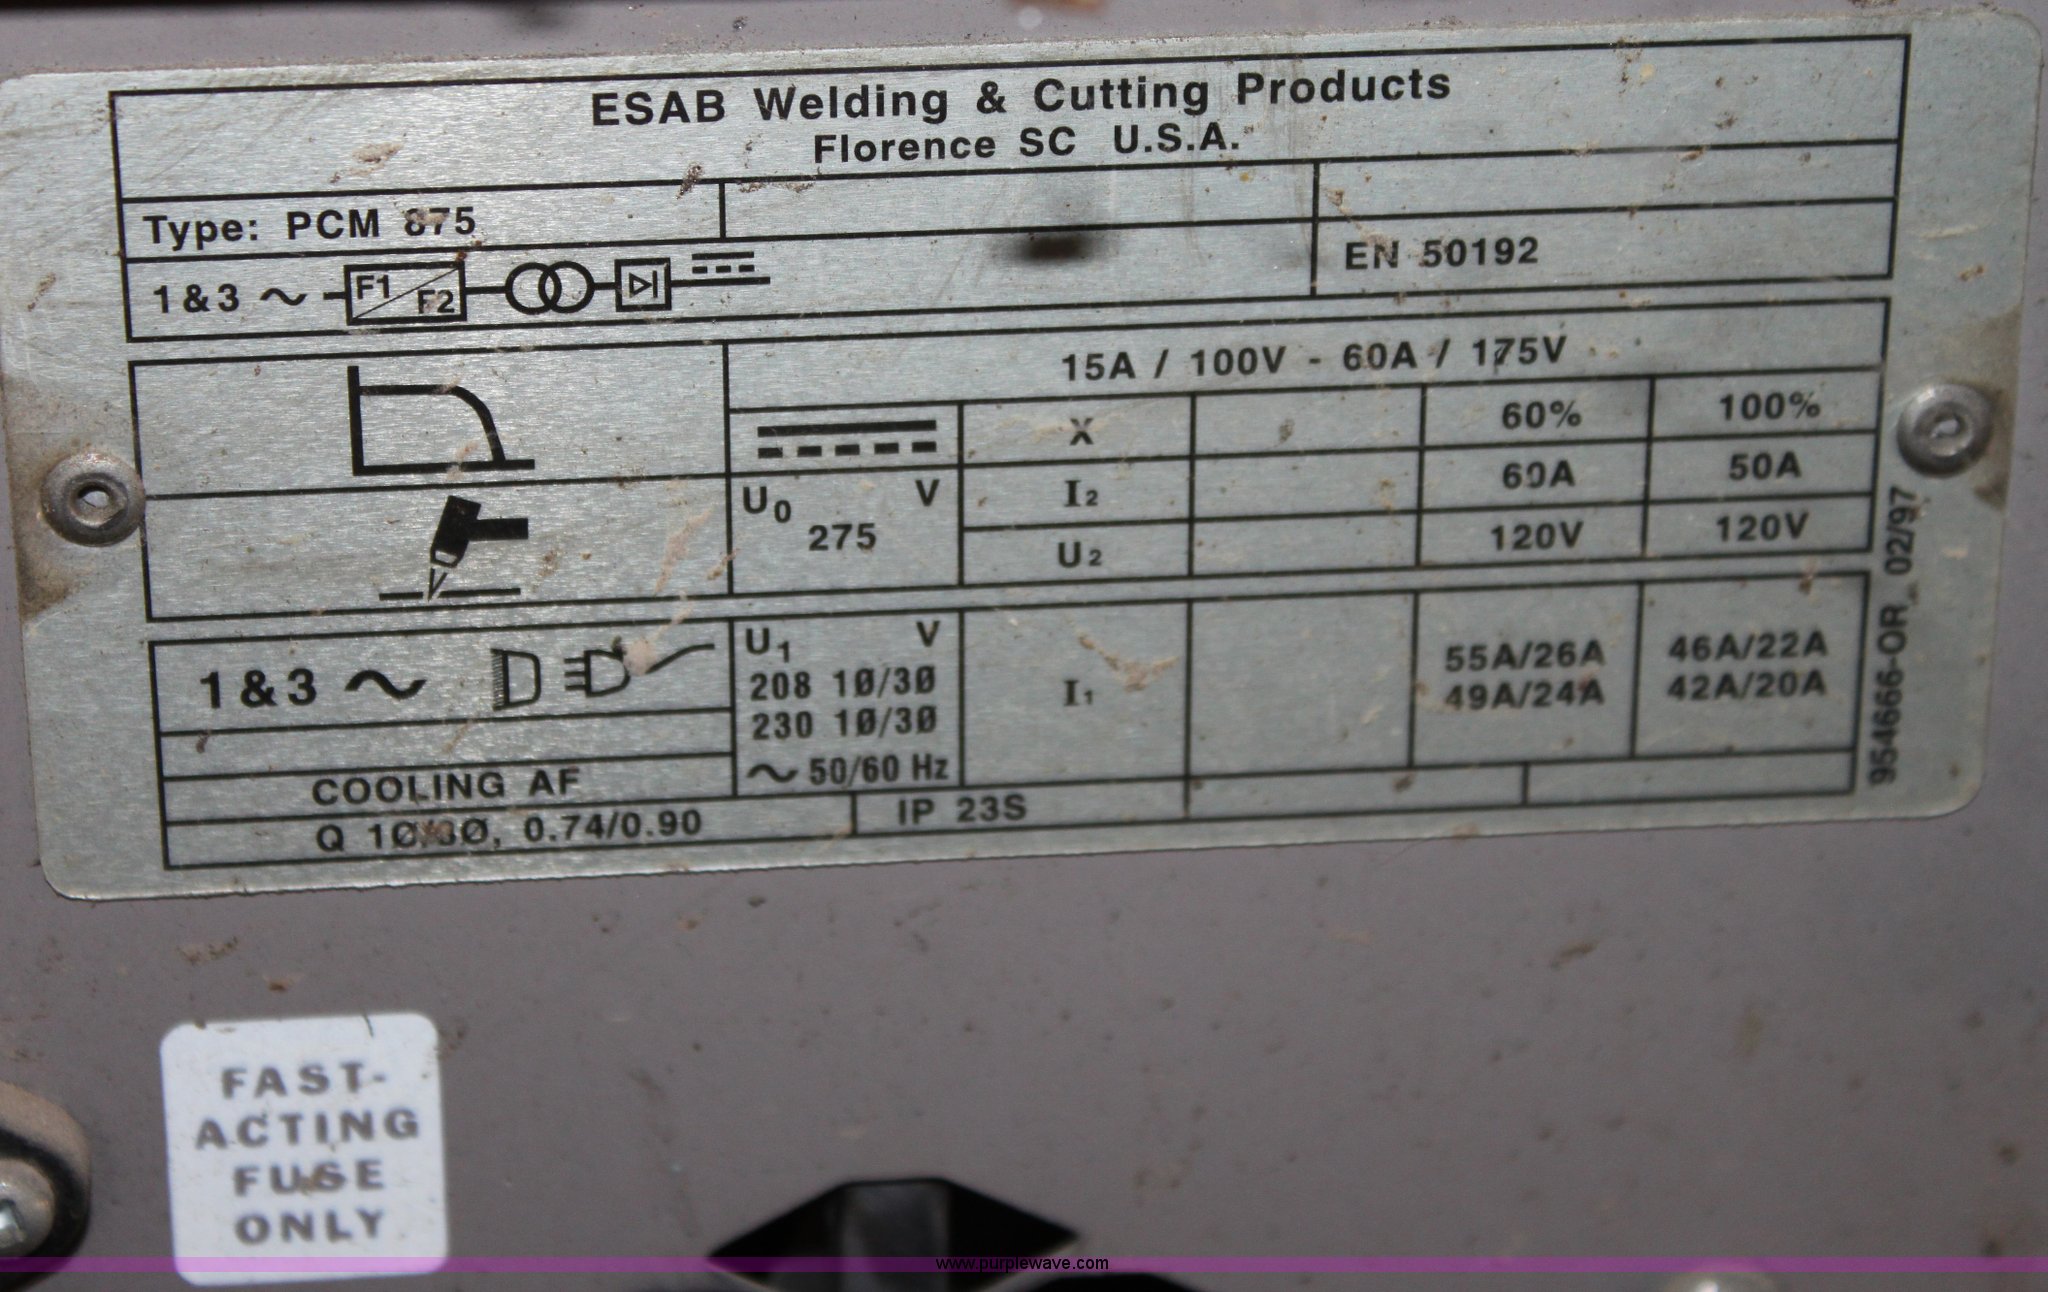 ESAB Welding & Cutting Products
Florence SC U.S.A.
Type: PCM 875
1&3 ~ F1 F2
EN 50192
15A / 100V - 60A / 175V
X 60% 100%
U0 V
275
I2 60A 50A
U2 120V 120V
1&3 ~
U1 V
208 1Ø/3Ø
230 1Ø/3Ø
~ 50/60 Hz
I1
55A/26A 46A/22A
49A/24A 42A/20A
COOLING AF
Q 1Ø/3Ø, 0.74/0.90
IP 23S
954666-OR 02/97
FAST-
ACTING
FUSE
ONLY
www.purplewave.com